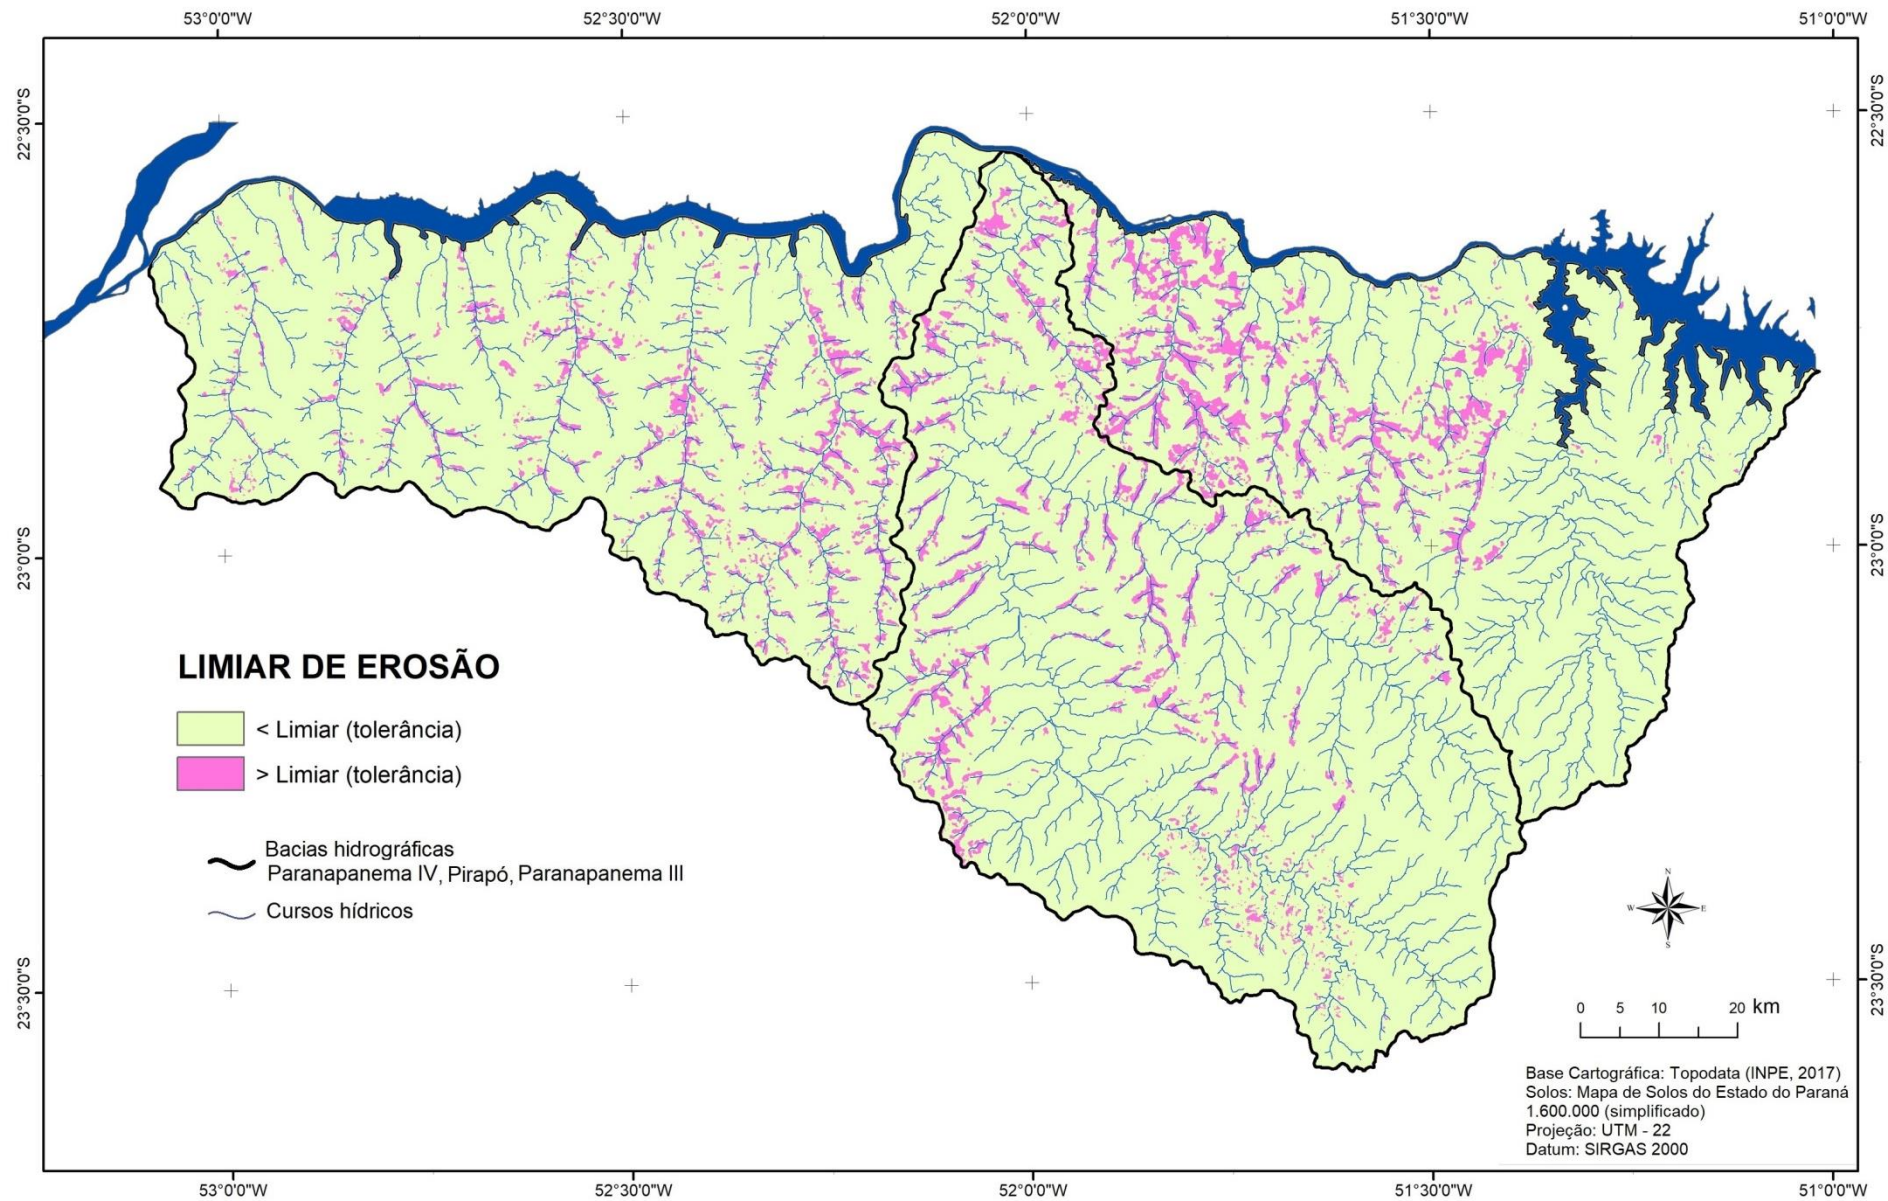 53°0'0"W 52°30'0"W 52°0'0"W 51°30'0"W 51°0'0"W
22°30'0"S 22°30'0"S
23°0'0"S 23°0'0"S
LIMIAR DE EROSÃO
< Limiar (tolerância)
> Limiar (tolerância)
Bacias hidrográficas
Paranapanema IV, Pirapó, Paranapanema III
Cursos hídricos
N
W E
S
23°30'0"S 23°30'0"S
0 5 10 20 km
Base Cartográfica: Topodata (INPE, 2017)
Solos: Mapa de Solos do Estado do Paraná
1.600.000 (simplificado)
Projeção: UTM - 22
Datum: SIRGAS 2000
53°0'0"W 52°30'0"W 52°0'0"W 51°30'0"W 51°0'0"W